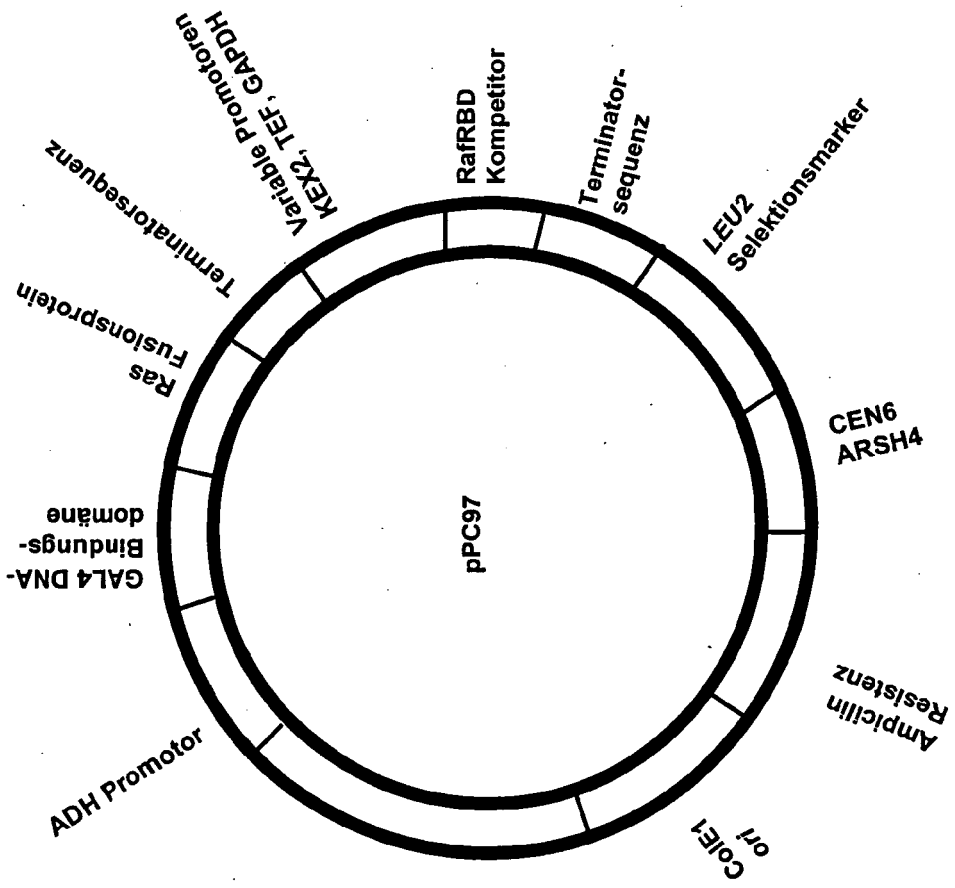 Variable Promotoren
KEX2, TEF, GAPDH
RafRBD
Kompetitor
Terminator-
sequenz
LEU2
Selektionsmarker
CEN6
ARSH4
Ampicilin
Resistenz
ColE1
ori
ADH Promotor
GAL4 DNA-
Bindungs-
domäne
Ras
Fusionsprotein
Terminatorsequenz
pPC97